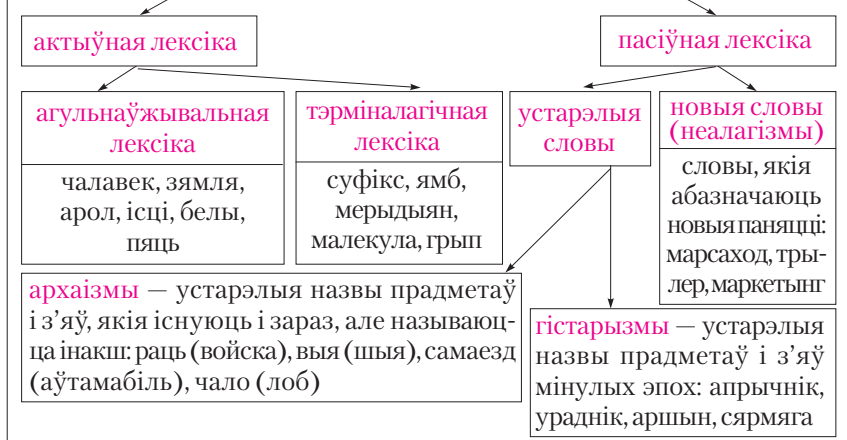 актыўная лексіка
пасіўная лексіка
агульнаўжывальная
лексіка
чалавек, зямля,
арол, ісці, белы,
пяць
тэрміналагічная
лексіка
суфікс, ямб,
мерыдыян,
малекула, грып
устарэлыя
словы
новыя словы
(неалагізмы)
словы, якія
абазначаюць
новыя паняцці:
марсаход, тры-
лер, маркетынг
архаізмы — устарэлыя назвы прадметаў
і з’яў, якія існуюць і зараз, але называюц-
ца інакш: раць (войска), выя (шыя), самаезд
(аўтамабіль), чало (лоб)
гістарызмы — устарэлыя
назвы прадметаў і з’яў
мінулых эпох: апрычнік,
ураднік, аршын, сярмяга